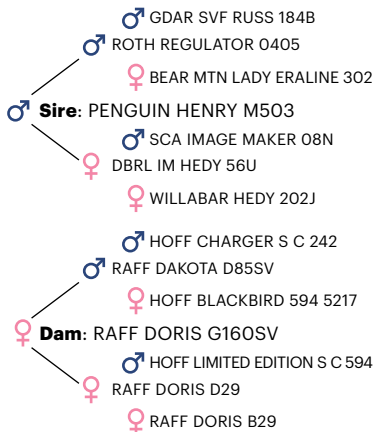 GDAR SVF RUSS 184B
ROTH REGULATOR 0405
BEAR MTN LADY ERALINE 302
Sire: PENGUIN HENRY M503
SCA IMAGE MAKER 08N
DBRL IM HEDY 56U
WILLABAR HEDY 202J
HOFF CHARGER S C 242
RAFF DAKOTA D85SV
HOFF BLACKBIRD 594 5217
Dam: RAFF DORIS G160SV
HOFF LIMITED EDITION S C 594
RAFF DORIS D29
RAFF DORIS B29